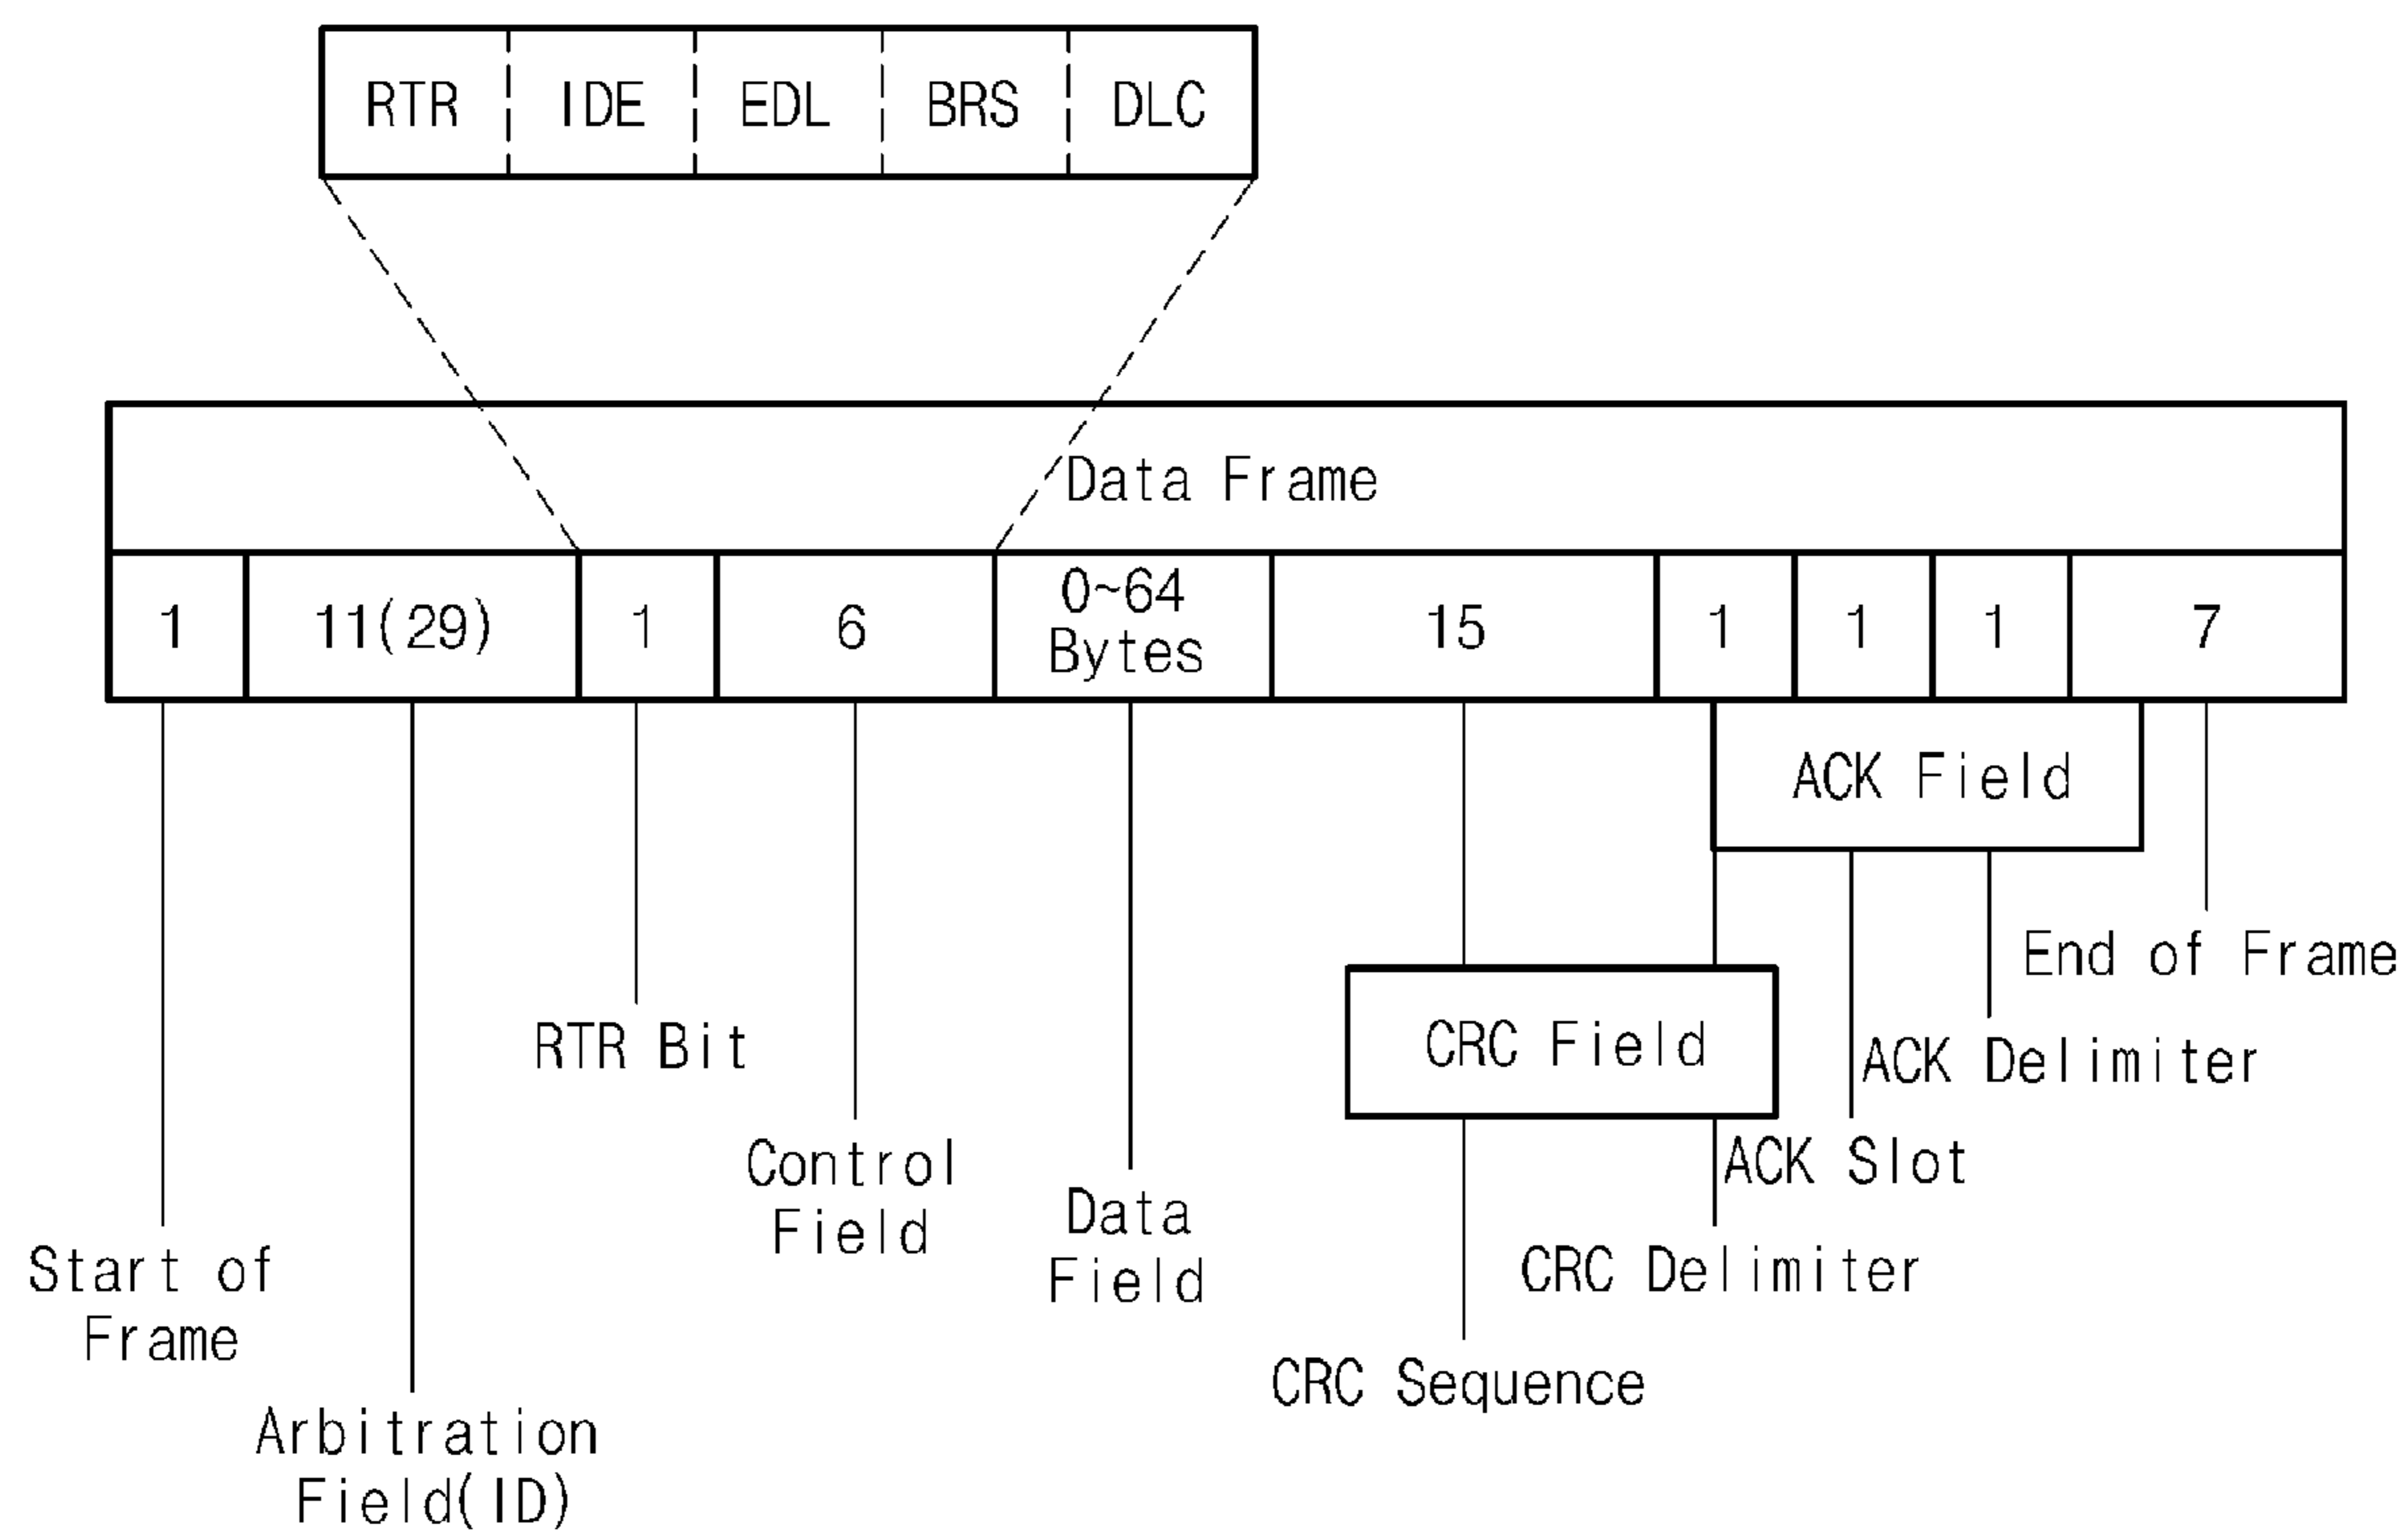 RTR IDE EDL BRS DLC
Data Frame
1 11(29) 1 6 0~64 Bytes 15 1 1 1 7
ACK Field
End of Frame
CRC Field
RTR Bit
ACK Delimiter
Control
Field
ACK Slot
Data
Field
Start of
Frame
CRC Delimiter
CRC Sequence
Arbitration
Field(ID)